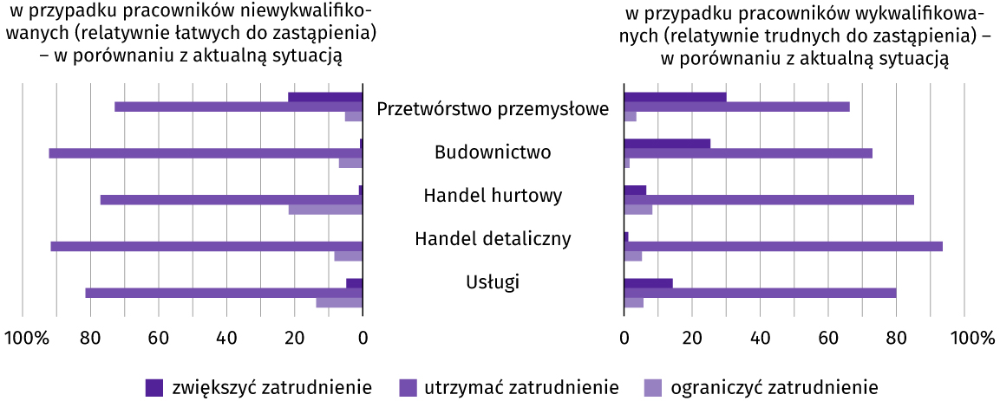 w przypadku pracowników niewykwalifiko-
wanych (relatywnie łatwych do zastąpienia)
– w porównaniu z aktualną sytuacją
w przypadku pracowników wykwalifikowa-
nych (relatywnie trudnych do zastąpienia) –
w porównaniu z aktualną sytuacją
Przetwórstwo przemysłowe
Budownictwo
Handel hurtowy
Handel detaliczny
Usługi
100% 80 60 40 20 0
0 20 40 60 80 100%
zwiększyć zatrudnienie utrzymać zatrudnienie ograniczyć zatrudnienie